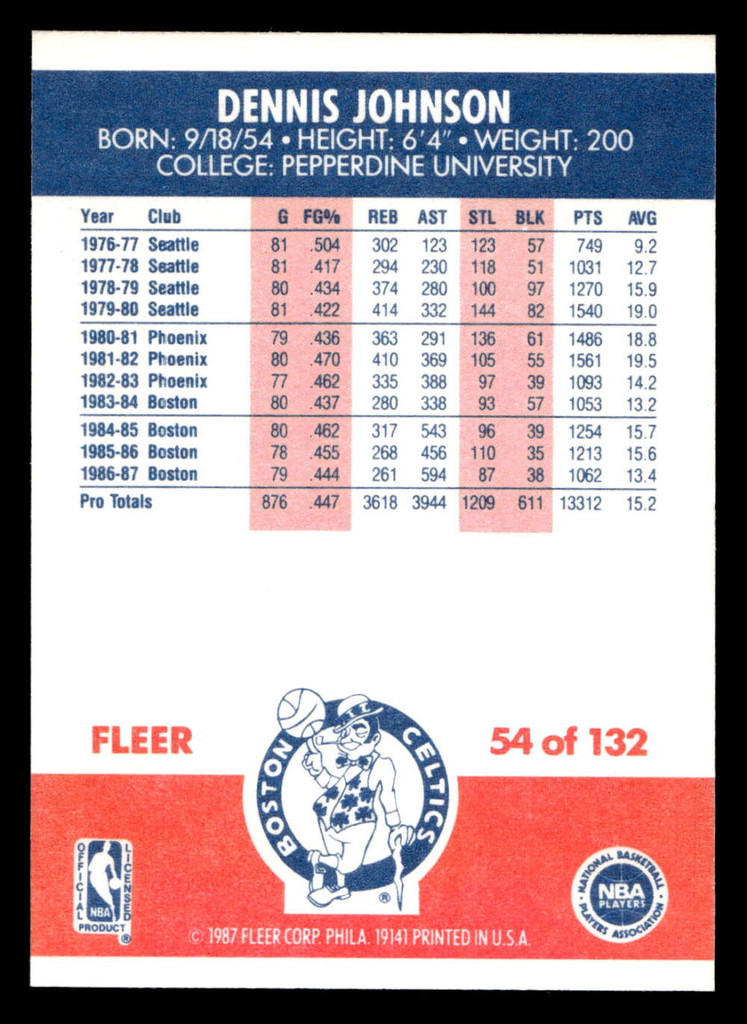 DENNIS JOHNSON
BORN: 9/18/54 • HEIGHT: 6'4" • WEIGHT: 200
COLLEGE: PEPPERDINE UNIVERSITY
Year Club G FG% REB AST STL BLK PTS AVG
1976-77 Seattle 81 .504 302 123 123 57 749 9.2
1977-78 Seattle 81 .417 294 230 118 51 1031 12.7
1978-79 Seattle 80 .434 374 280 100 97 1270 15.9
1979-80 Seattle 81 .422 414 332 144 82 1540 19.0
1980-81 Phoenix 79 .436 363 291 136 61 1486 18.8
1981-82 Phoenix 80 .470 410 369 105 55 1561 19.5
1982-83 Phoenix 77 .462 335 388 97 39 1093 14.2
1983-84 Boston 80 .437 280 338 93 57 1053 13.2
1984-85 Boston 80 .462 317 543 96 39 1254 15.7
1985-86 Boston 78 .455 268 456 110 35 1213 15.6
1986-87 Boston 79 .444 261 594 87 38 1062 13.4
Pro Totals 876 .447 3618 3944 1209 611 13312 15.2
FLEER
BOSTON CELTICS
®
54 of 132
OFFICIAL LICENSED
NBA
PRODUCT ®
NATIONAL BASKETBALL
NBA
PLAYERS
PLAYERS ASSOCIATION
© 1987 FLEER CORP. PHILA. 19141 PRINTED IN U.S.A.